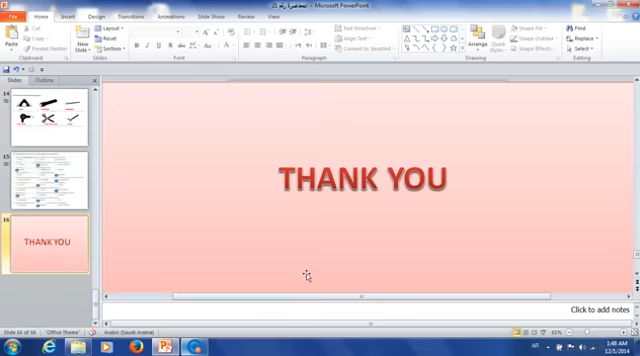 المحاضرة رقم 21 - Microsoft PowerPoint
File Home Insert Design Transitions Animations Slide Show Review View
Paste
Cut
Copy
Format Painter
Clipboard
New Slide
Layout
Reset
Section
Slides
Font
Paragraph
Text Direction
Align Text
Convert to SmartArt
Arrange
Quick Styles
Shape Fill
Shape Outline
Shape Effects
Drawing
Find
Replace
Select
Editing
Slides Outline
14
15
16
THANK YOU
THANK YOU
Click to add notes
Slide 16 of 16 "Office Theme" Arabic (Saudi Arabia) 61%
AR 1:48 AM
12/1/2014